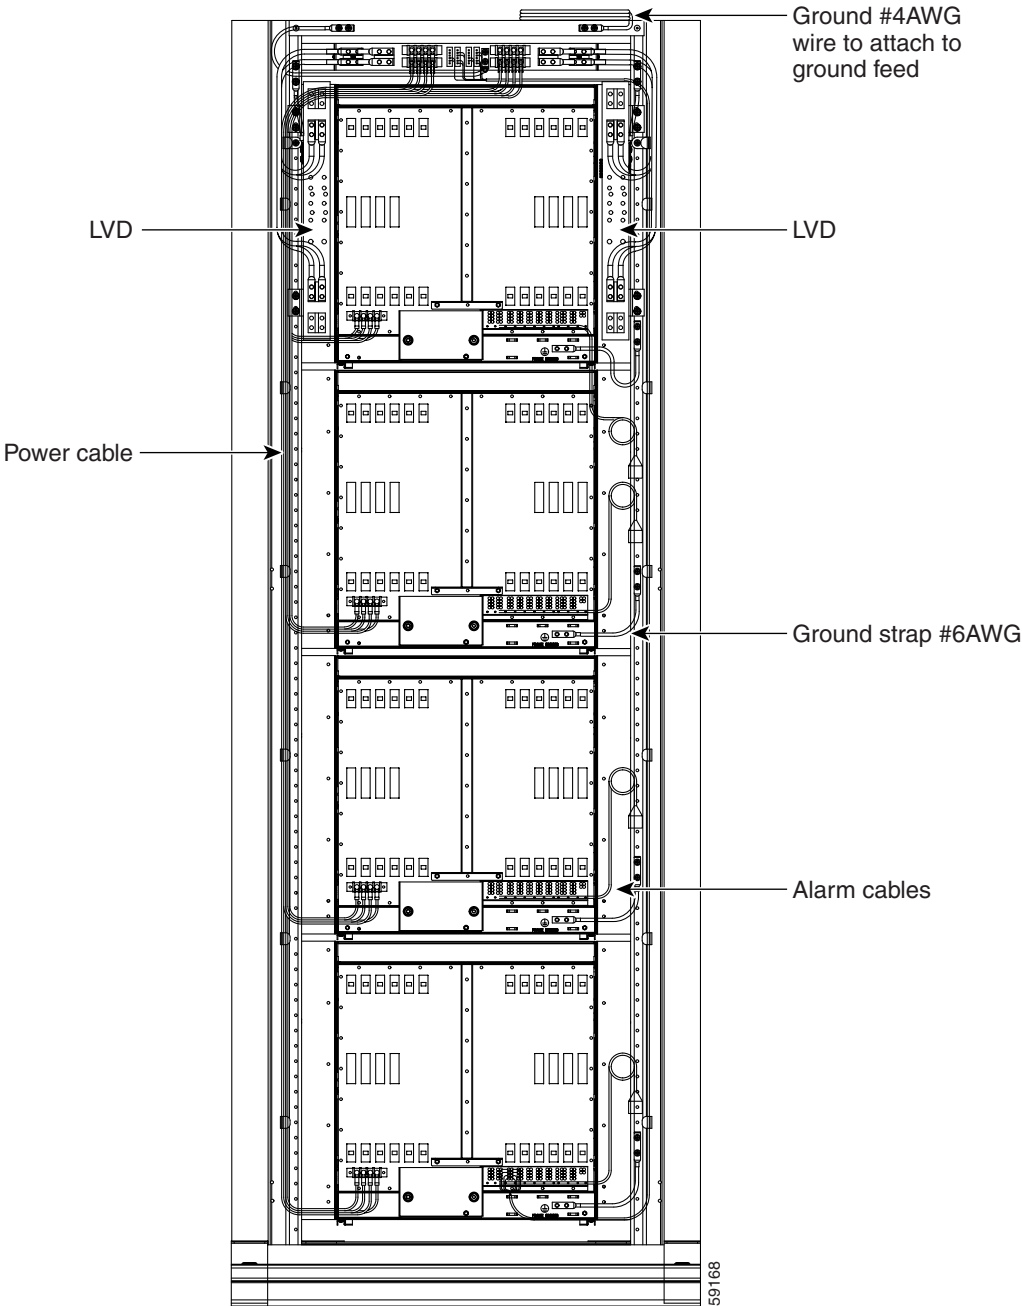 Ground #4AWG
wire to attach to
ground feed
LVD
LVD
Power cable
Ground strap #6AWG
Alarm cables
59168